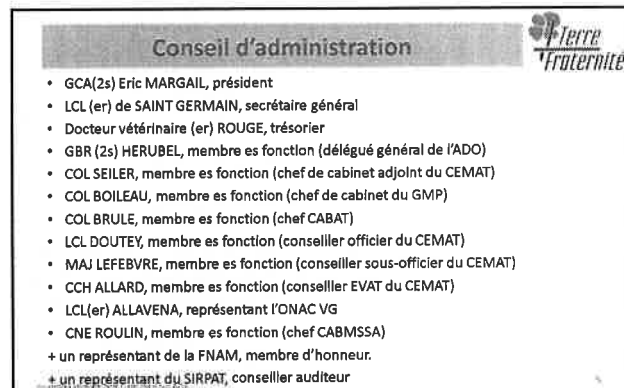 Conseil d'administration
Terre
Fraternité
• GCA(2s) Eric MARGAIL, président
• LCL (er) de SAINT GERMAIN, secrétaire général
• Docteur vétérinaire (er) ROUGE, trésorier
• GBR (2s) HERUBEL, membre es fonction (délégué général de l'ADO)
• COL SEILER, membre es fonction (chef de cabinet adjoint du CEMAT)
• COL BOILEAU, membre es fonction (chef de cabinet du GMP)
• COL BRULE, membre es fonction (chef CABAT)
• LCL DOUTEY, membre es fonction (conseiller officier du CEMAT)
• MAJ LEFEBVRE, membre es fonction (conseiller sous-officier du CEMAT)
• CCH ALLARD, membre es fonction (conseiller EVAT du CEMAT)
• LCL(er) ALLAVENA, représentant l'ONAC VG
• CNE ROULIN, membre es fonction (chef CABMSSA)
+ un représentant de la FNAM, membre d'honneur.
+ un représentant du SIRPAT, conseiller auditeur